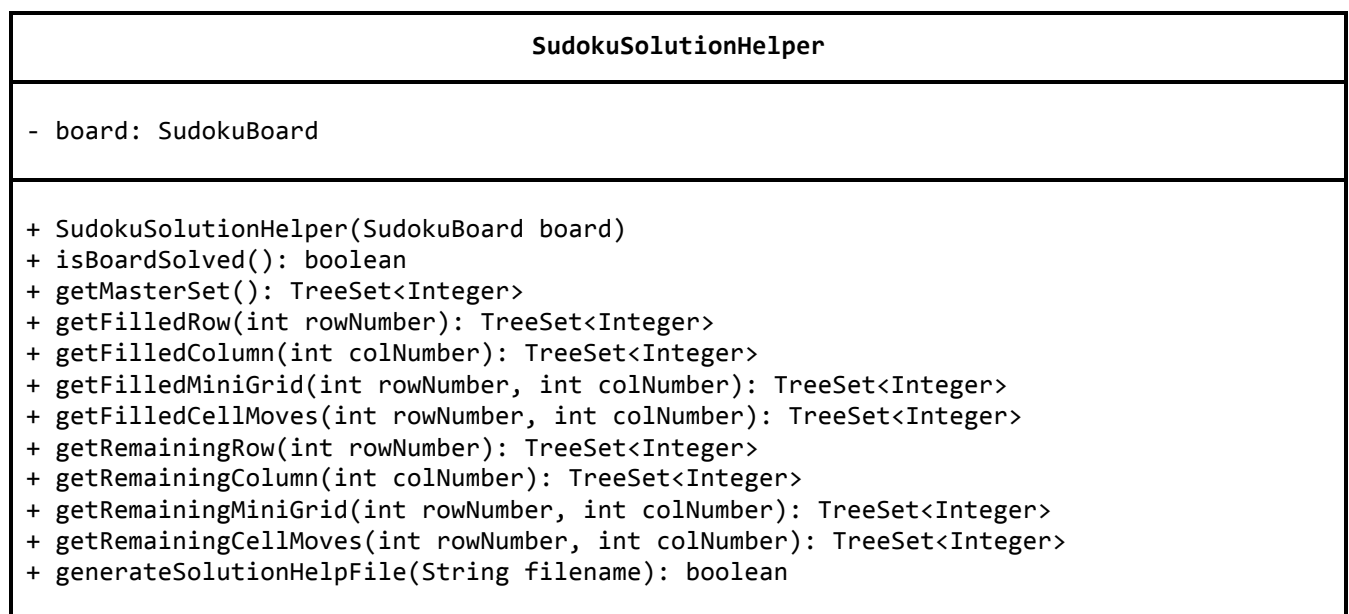 SudokuSolutionHelper
- board: SudokuBoard
+ SudokuSolutionHelper(SudokuBoard board)
+ isBoardSolved(): boolean
+ getMasterSet(): TreeSet<Integer>
+ getFilledRow(int rowNumber): TreeSet<Integer>
+ getFilledColumn(int colNumber): TreeSet<Integer>
+ getFilledMiniGrid(int rowNumber, int colNumber): TreeSet<Integer>
+ getFilledCellMoves(int rowNumber, int colNumber): TreeSet<Integer>
+ getRemainingRow(int rowNumber): TreeSet<Integer>
+ getRemainingColumn(int colNumber): TreeSet<Integer>
+ getRemainingMiniGrid(int rowNumber, int colNumber): TreeSet<Integer>
+ getRemainingCellMoves(int rowNumber, int colNumber): TreeSet<Integer>
+ generateSolutionHelpFile(String filename): boolean